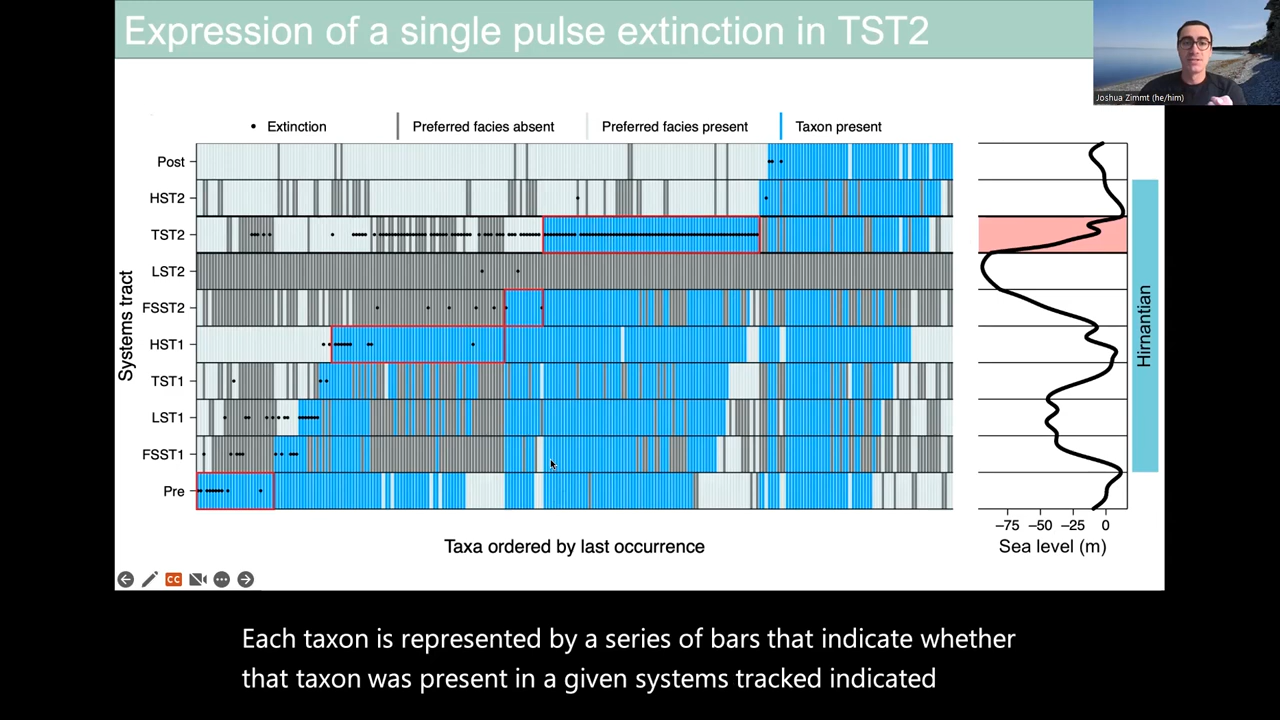 Expression of a single pulse extinction in TST2
Joshua Zimmt (he/him)
Extinction
Preferred facies absent
Preferred facies present
Taxon present
Post
HST2
TST2
LST2
FSST2
HST1
TST1
LST1
FSST1
Pre
Systems tract
Taxa ordered by last occurrence
Hirnantian
−75 −50 −25 0
Sea level (m)
CC
Each taxon is represented by a series of bars that indicate whether
that taxon was present in a given systems tracked indicated